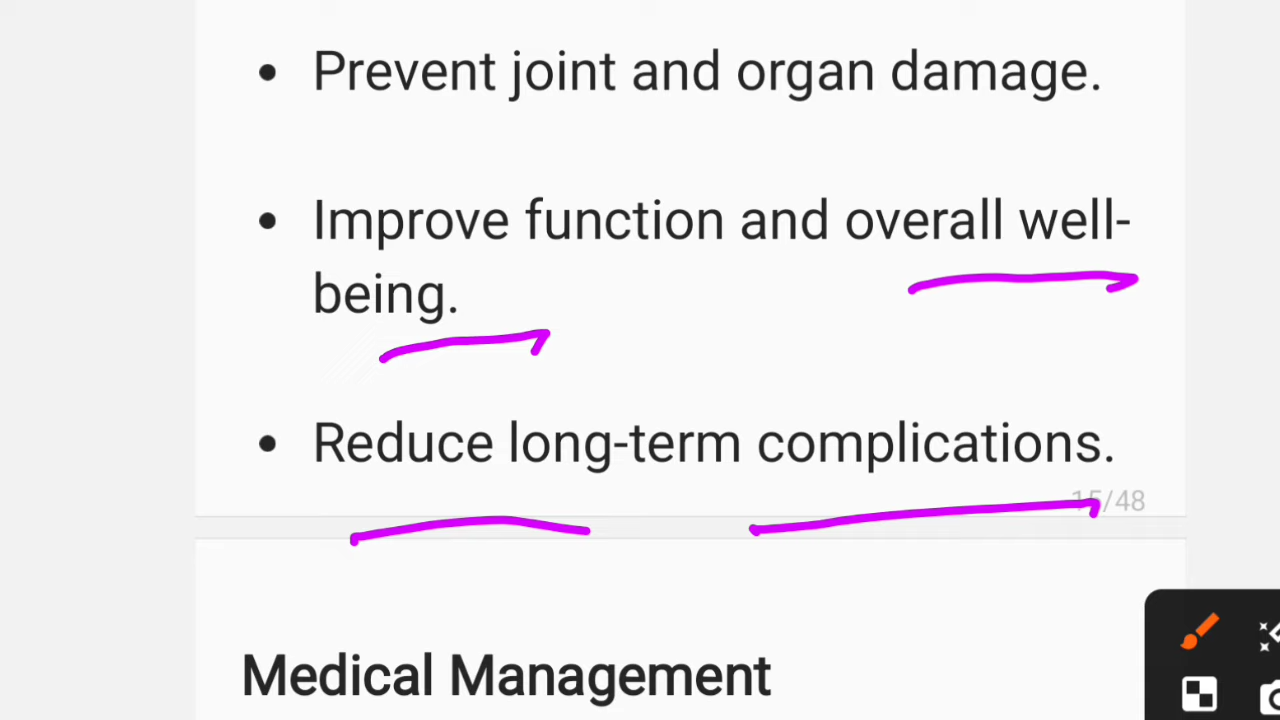 • Prevent joint and organ damage.
• Improve function and overall well-
being.
• Reduce long-term complications.
15/48
Medical Management